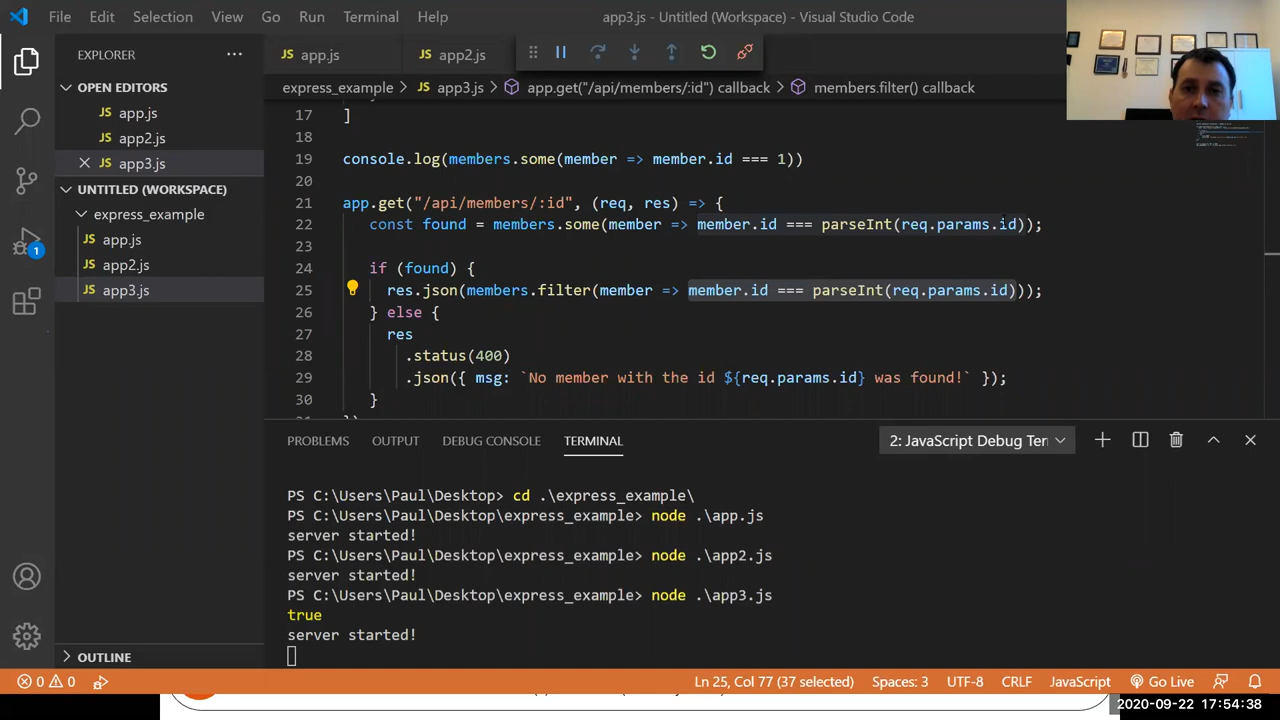 File Edit Selection View Go Run Terminal Help app3.js - Untitled (Workspace) - Visual Studio Code
EXPLORER
OPEN EDITORS
JS app.js
JS app2.js
JS app3.js
UNTITLED (WORKSPACE)
express_example
JS app.js
JS app2.js
JS app3.js
OUTLINE
1
JS app.js JS app2.js
express_example > JS app3.js > app.get("/api/members/:id") callback > members.filter() callback
17 ]
18
19 console.log(members.some(member => member.id === 1))
20
21 app.get("/api/members/:id", (req, res) => {
22 const found = members.some(member => member.id === parseInt(req.params.id));
23
24 if (found) {
25 res.json(members.filter(member => member.id === parseInt(req.params.id)));
26 } else {
27 res
28 .status(400)
29 .json({ msg: `No member with the id ${req.params.id} was found!` });
30 }
PROBLEMS OUTPUT DEBUG CONSOLE TERMINAL 2: JavaScript Debug Ter
PS C:\Users\Paul\Desktop> cd .\express_example\
PS C:\Users\Paul\Desktop\express_example> node .\app.js
server started!
PS C:\Users\Paul\Desktop\express_example> node .\app2.js
server started!
PS C:\Users\Paul\Desktop\express_example> node .\app3.js
true
server started!
0 0 Ln 25, Col 77 (37 selected) Spaces: 3 UTF-8 CRLF JavaScript Go Live
2020-09-22 17:54:38